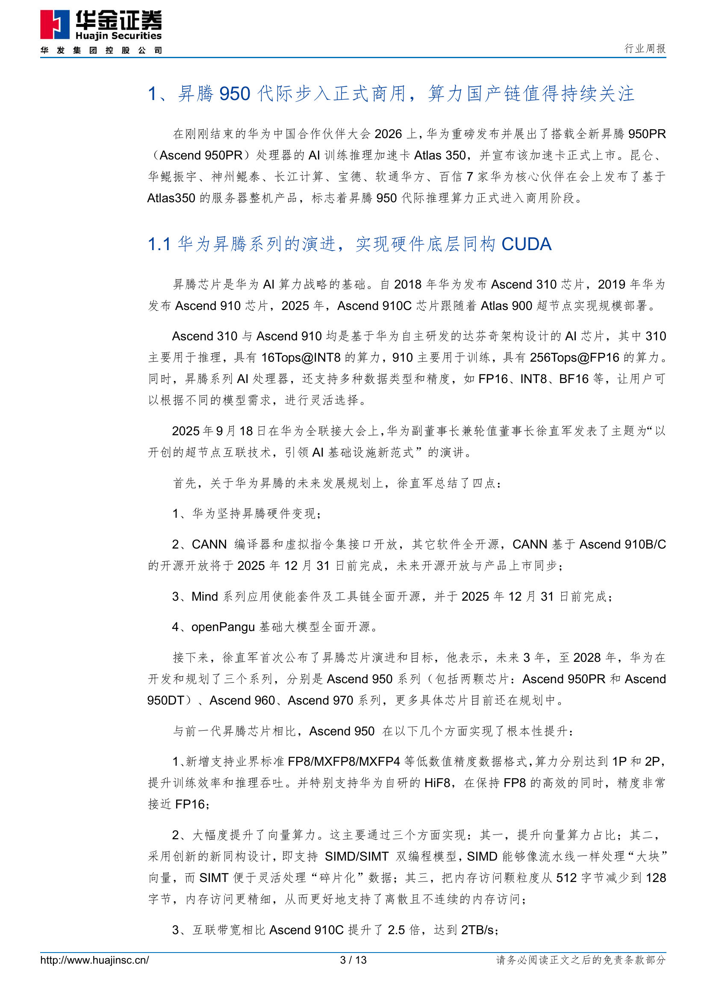 华金证券
Huajin Securities
华发集团控股公司
行业周报
1、昇腾 950 代际步入正式商用，算力国产链值得持续关注
在刚刚结束的华为中国合作伙伴大会 2026 上，华为重磅发布并展出了搭载全新昇腾 950PR
（Ascend 950PR）处理器的 AI 训练推理加速卡 Atlas 350，并宣布该加速卡正式上市。昆仑、
华鲲振宇、神州鲲泰、长江计算、宝德、软通华方、百信 7 家华为核心伙伴在会上发布了基于
Atlas350 的服务器整机产品，标志着昇腾 950 代际推理算力正式进入商用阶段。
1.1 华为昇腾系列的演进，实现硬件底层同构 CUDA
昇腾芯片是华为 AI 算力战略的基础。自 2018 年华为发布 Ascend 310 芯片，2019 年华为
发布 Ascend 910 芯片，2025 年，Ascend 910C 芯片跟随着 Atlas 900 超节点实现规模部署。
Ascend 310 与 Ascend 910 均是基于华为自主研发的达芬奇架构设计的 AI 芯片，其中 310
主要用于推理，具有 16Tops@INT8 的算力，910 主要用于训练，具有 256Tops@FP16 的算力。
同时，昇腾系列 AI 处理器，还支持多种数据类型和精度，如 FP16、INT8、BF16 等，让用户可
以根据不同的模型需求，进行灵活选择。
2025 年 9 月 18 日在华为全联接大会上，华为副董事长兼轮值董事长徐直军发表了主题为“以
开创的超节点互联技术，引领 AI 基础设施新范式”的演讲。
首先，关于华为昇腾的未来发展规划上，徐直军总结了四点：
1、华为坚持昇腾硬件变现；
2、CANN 编译器和虚拟指令集接口开放，其它软件全开源，CANN 基于 Ascend 910B/C
的开源开放将于 2025 年 12 月 31 日前完成，未来开源开放与产品上市同步；
3、Mind 系列应用使能套件及工具链全面开源，并于 2025 年 12 月 31 日前完成；
4、openPangu 基础大模型全面开源。
接下来，徐直军首次公布了昇腾芯片演进和目标，他表示，未来 3 年，至 2028 年，华为在
开发和规划了三个系列，分别是 Ascend 950 系列（包括两颗芯片：Ascend 950PR 和 Ascend
950DT）、Ascend 960、Ascend 970 系列，更多具体芯片目前还在规划中。
与前一代昇腾芯片相比，Ascend 950 在以下几个方面实现了根本性提升：
1、新增支持业界标准 FP8/MXFP8/MXFP4 等低数值精度数据格式，算力分别达到 1P 和 2P，
提升训练效率和推理吞吐。并特别支持华为自研的 HiF8，在保持 FP8 的高效的同时，精度非常
接近 FP16；
2、大幅度提升了向量算力。这主要通过三个方面实现：其一，提升向量算力占比；其二，
采用创新的新同构设计，即支持 SIMD/SIMT 双编程模型，SIMD 能够像流水线一样处理“大块”
向量，而 SIMT 便于灵活处理“碎片化”数据；其三，把内存访问颗粒度从 512 字节减少到 128
字节，内存访问更精细，从而更好地支持了离散且不连续的内存访问；
3、互联带宽相比 Ascend 910C 提升了 2.5 倍，达到 2TB/s；
http://www.huajinsc.cn/
3 / 13
请务必阅读正文之后的免责条款部分